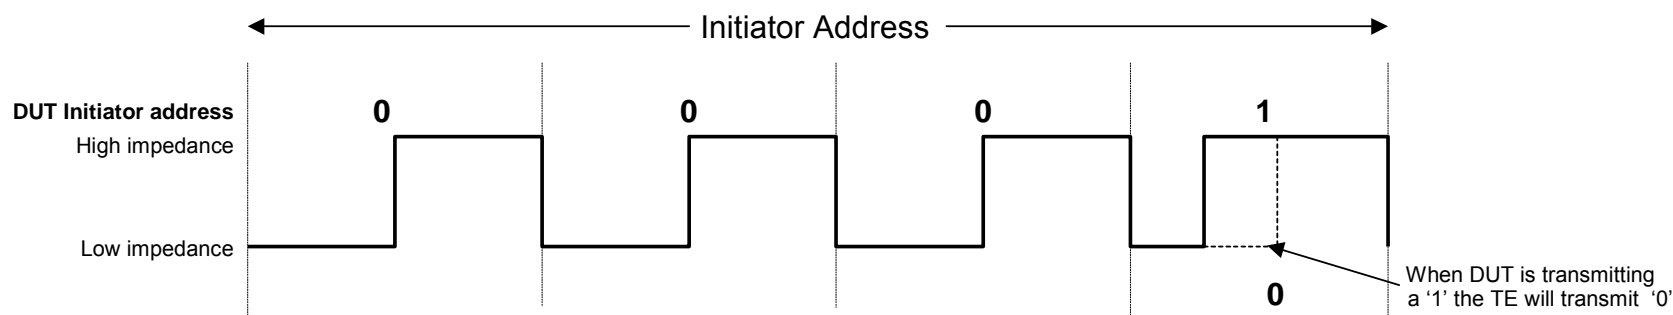 Initiator Address
DUT Initiator address 0 0 0 1
High impedance
Low impedance
0
When DUT is transmitting
a ‘1’ the TE will transmit ‘0’